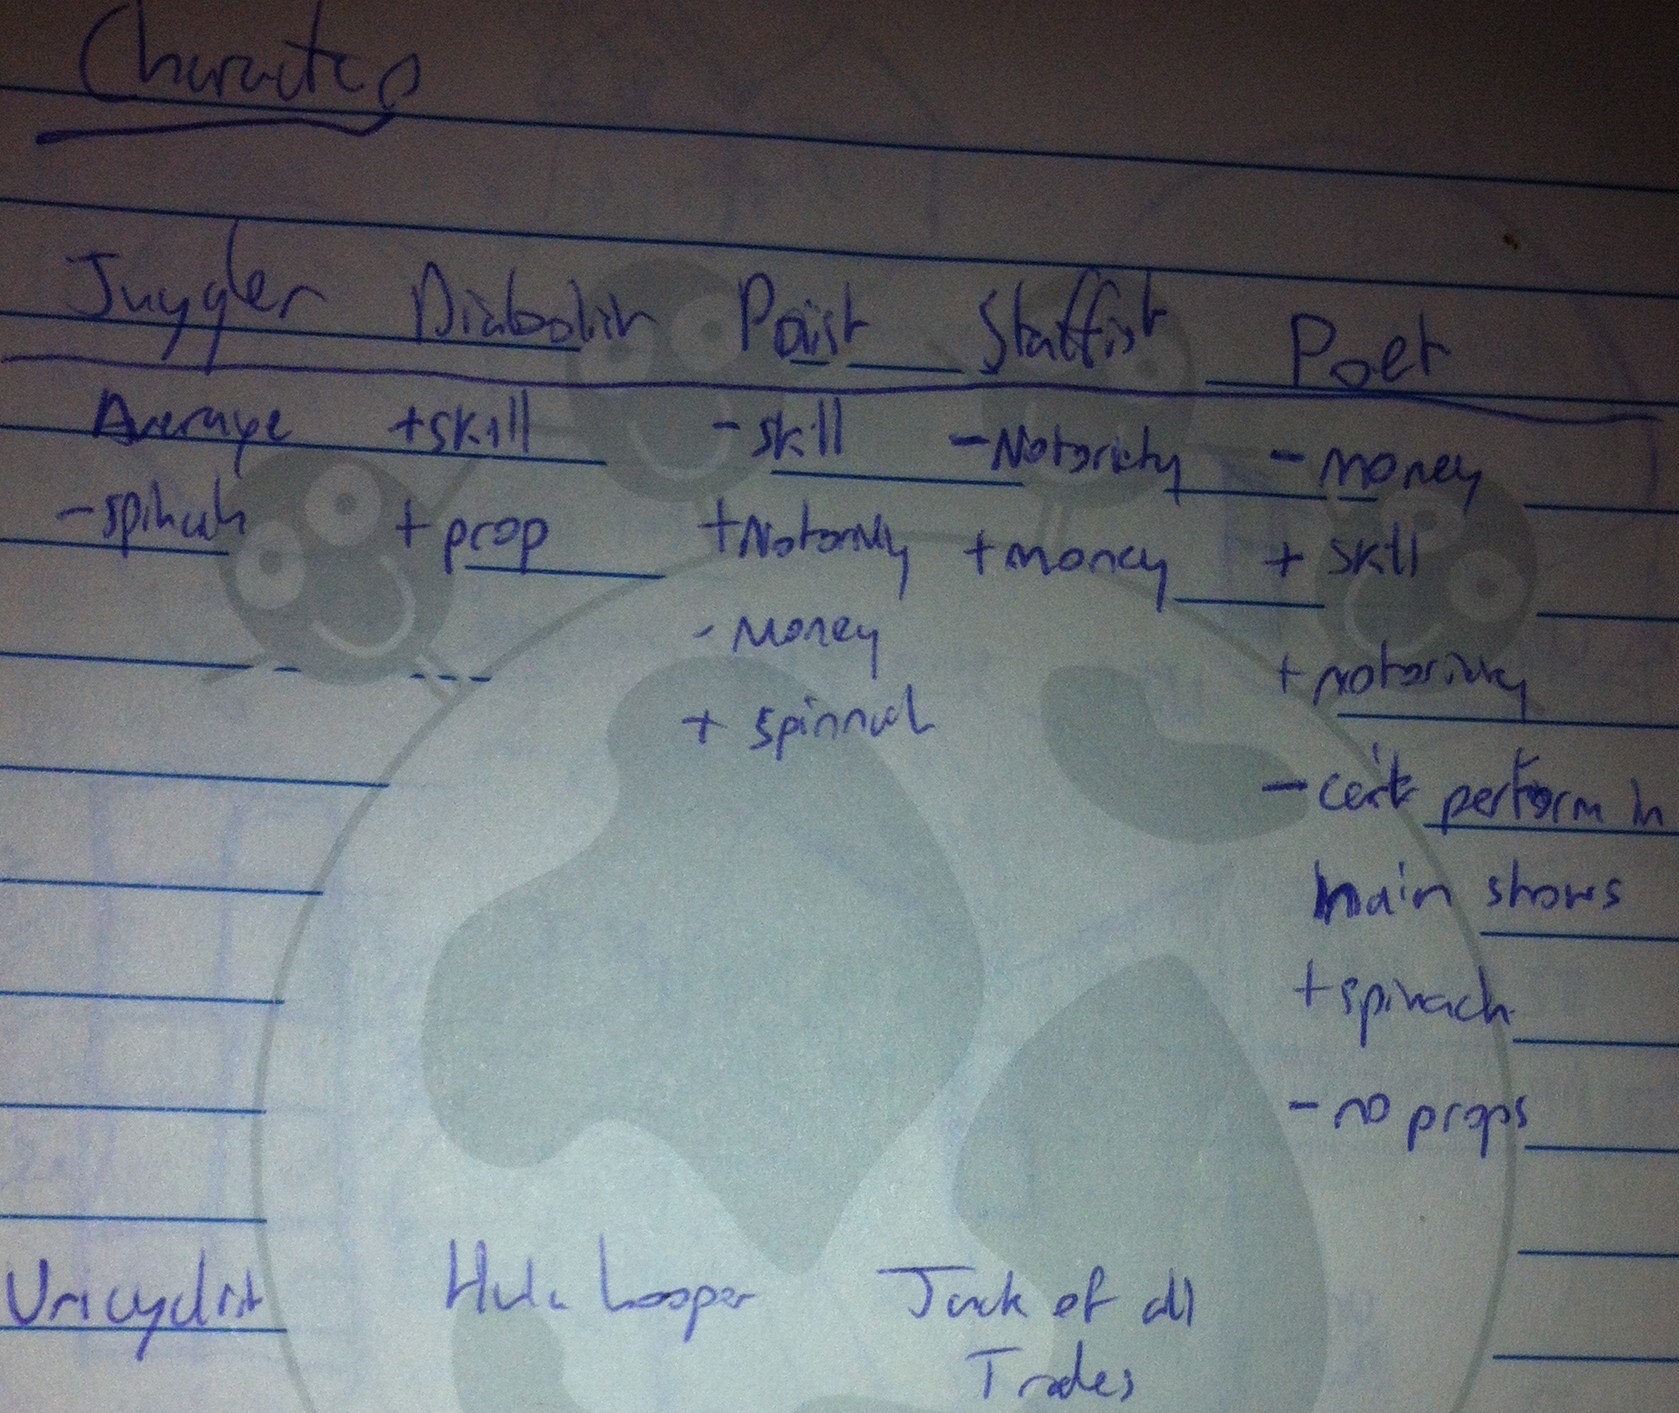 Characters
Juggler Diabolist Poist Staffist Poet
Average +skill -skill -Notoriety -money
-spinach +prop +Notoriety +money + skill
-Money +notoriety
+ spinach -can't perform in
main shows
+spinach
-no props
Unicyclist Hula hooper Jack of all
Trades